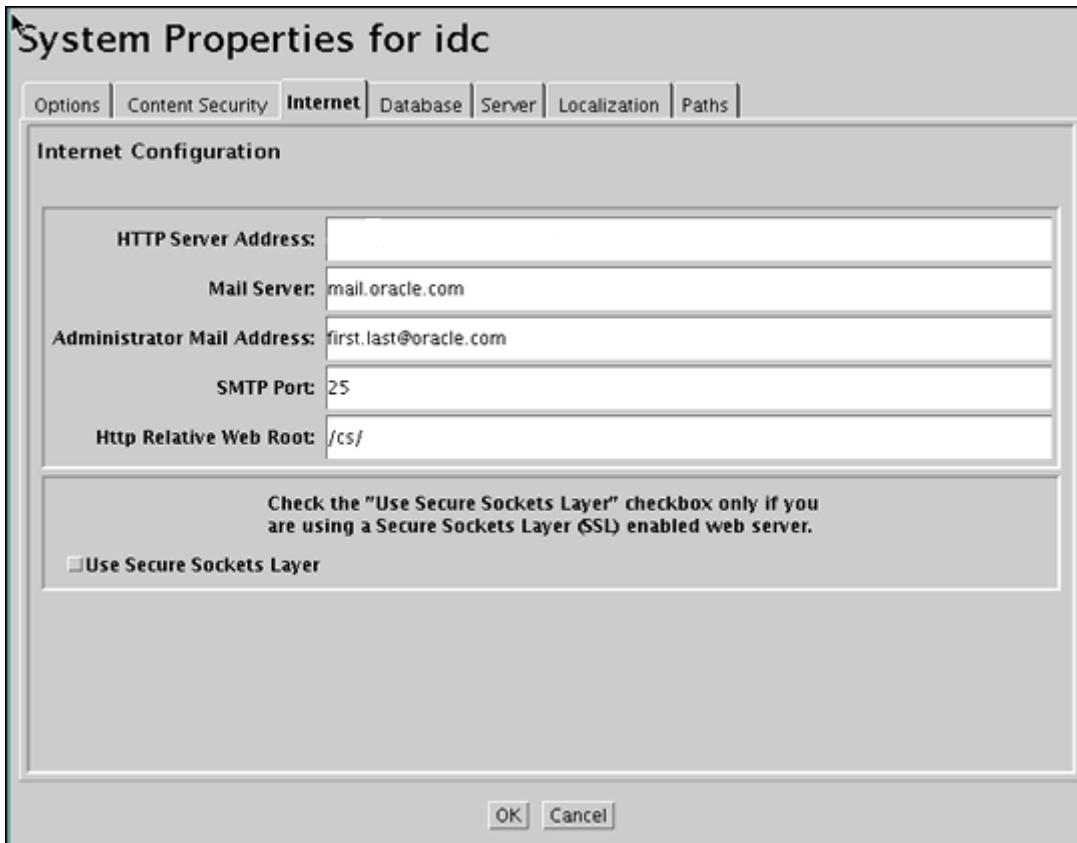 System Properties for idc
Options Content Security Internet Database Server Localization Paths
Internet Configuration
HTTP Server Address:
Mail Server: mail.oracle.com
Administrator Mail Address: first.last@oracle.com
SMTP Port: 25
Http Relative Web Root: /cs/
Check the "Use Secure Sockets Layer" checkbox only if you
are using a Secure Sockets Layer (SSL) enabled web server.
Use Secure Sockets Layer
OK Cancel